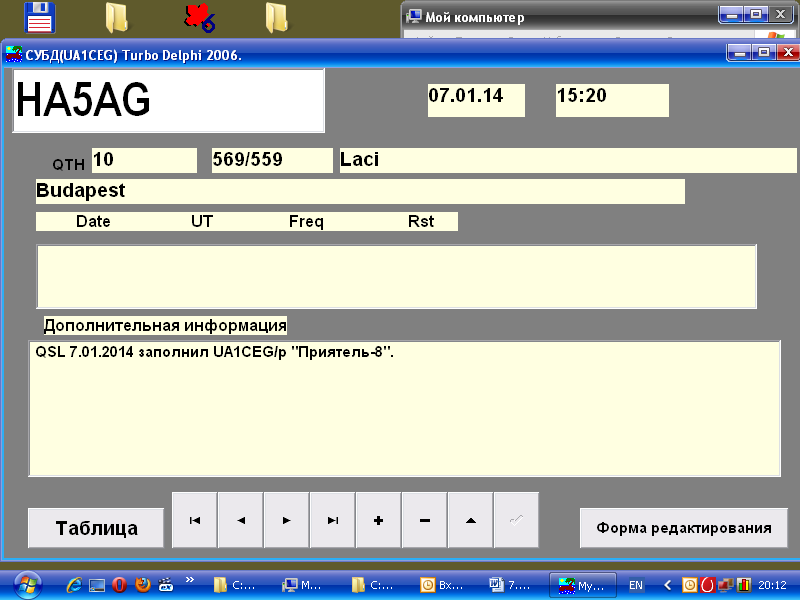 Мой компьютер
СУБД(UA1CEG) Turbo Delphi 2006.
HA5AG
07.01.14 15:20
QTH 10 569/559 Laci
Budapest
Date UT Freq Rst
Дополнительная информация
QSL 7.01.2014 заполнил UA1CEG/p "Приятель-8".
Таблица
Форма редактирования
C:... М... C:... Вх... 7.... My... EN 20:12